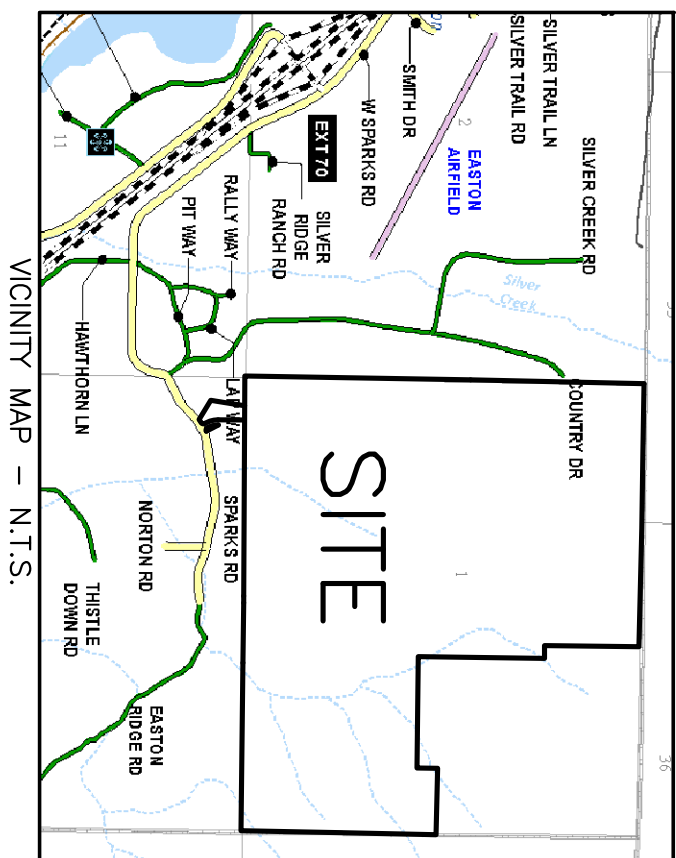 SILVER TRAIL LN
SILVER TRAIL RD
SILVER CREEK RD
SMITH DR
W SPARKS RD
2
EASTON
AIRFIELD
EXT 70
SILVER
RIDGE
RANCH RD
RALLY WAY
PIT WAY
11
Silver
Creek
HAWTHORN LN
LAP WAY
COUNTRY DR
SITE
1
36
SPARKS RD
NORTON RD
THISTLE
DOWN RD
EASTON
RIDGE RD
VICINITY MAP - N.T.S.